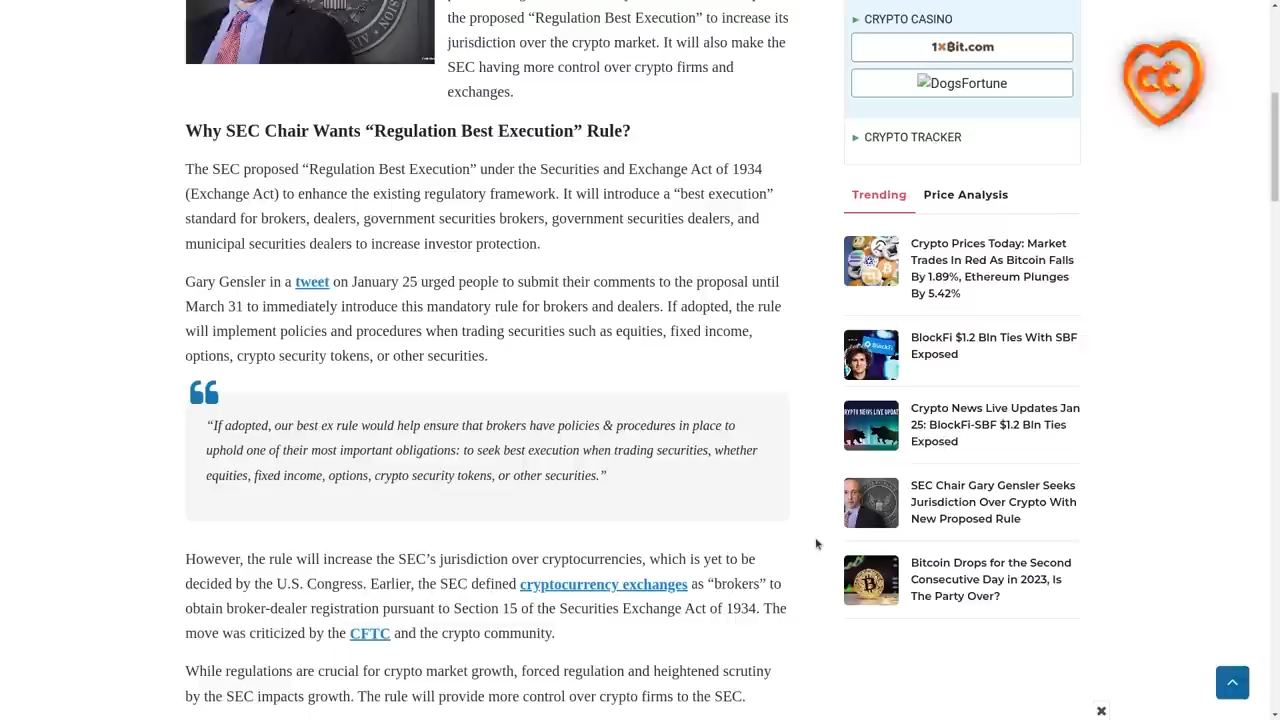 the proposed “Regulation Best Execution” to increase its
jurisdiction over the crypto market. It will also make the
SEC having more control over crypto firms and
exchanges.
Why SEC Chair Wants “Regulation Best Execution” Rule?
The SEC proposed “Regulation Best Execution” under the Securities and Exchange Act of 1934
(Exchange Act) to enhance the existing regulatory framework. It will introduce a “best execution”
standard for brokers, dealers, government securities brokers, government securities dealers, and
municipal securities dealers to increase investor protection.
Gary Gensler in a tweet on January 25 urged people to submit their comments to the proposal until
March 31 to immediately introduce this mandatory rule for brokers and dealers. If adopted, the rule
will implement policies and procedures when trading securities such as equities, fixed income,
options, crypto security tokens, or other securities.
“If adopted, our best ex rule would help ensure that brokers have policies & procedures in place to
uphold one of their most important obligations: to seek best execution when trading securities, whether
equities, fixed income, options, crypto security tokens, or other securities.”
However, the rule will increase the SEC’s jurisdiction over cryptocurrencies, which is yet to be
decided by the U.S. Congress. Earlier, the SEC defined cryptocurrency exchanges as “brokers” to
obtain broker-dealer registration pursuant to Section 15 of the Securities Exchange Act of 1934. The
move was criticized by the CFTC and the crypto community.
While regulations are crucial for crypto market growth, forced regulation and heightened scrutiny
by the SEC impacts growth. The rule will provide more control over crypto firms to the SEC.
► CRYPTO CASINO
1×Bit.com
DogsFortune
► CRYPTO TRACKER
Trending
Price Analysis
Crypto Prices Today: Market
Trades In Red As Bitcoin Falls
By 1.89%, Ethereum Plunges
By 5.42%
BlockFi $1.2 Bln Ties With SBF
Exposed
Crypto News Live Updates Jan
25: BlockFi-SBF $1.2 Bln Ties
Exposed
SEC Chair Gary Gensler Seeks
Jurisdiction Over Crypto With
New Proposed Rule
Bitcoin Drops for the Second
Consecutive Day in 2023, Is
The Party Over?
CC